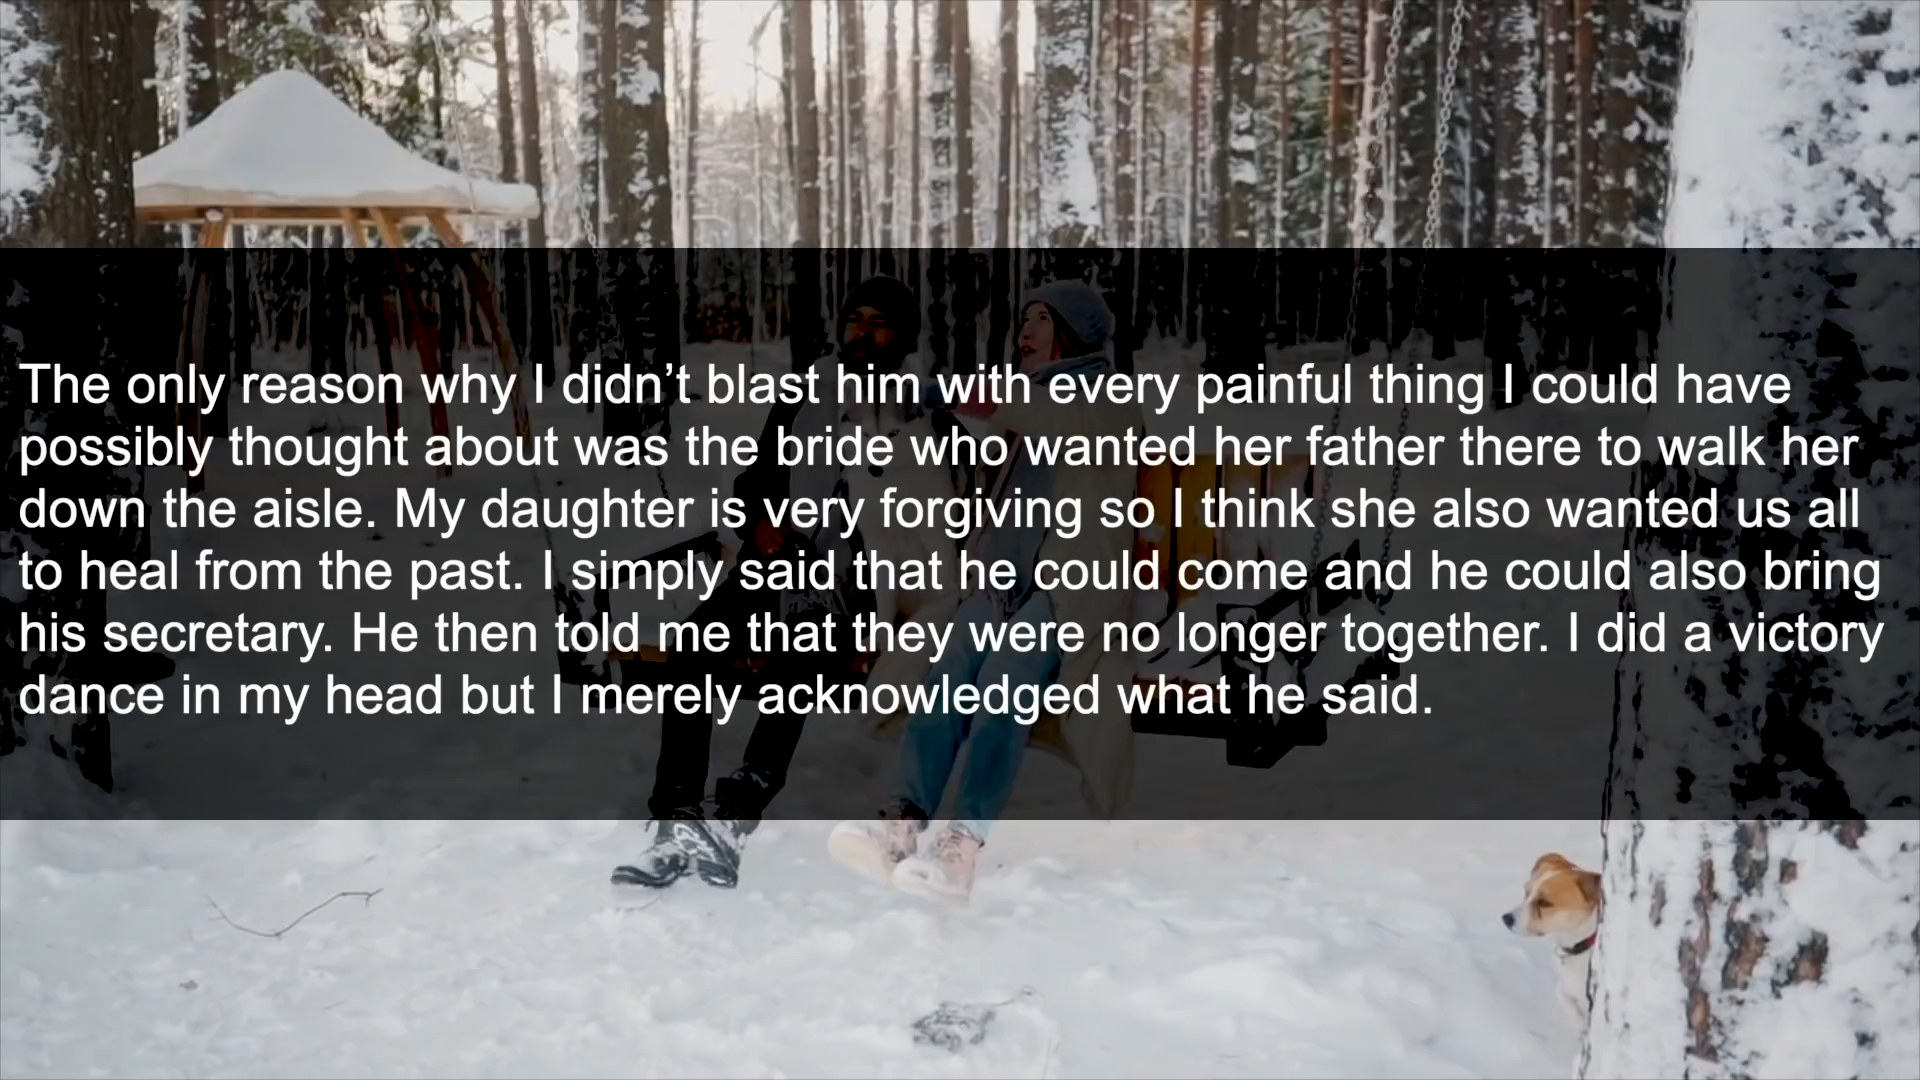 The only reason why I didn’t blast him with every painful thing I could have
possibly thought about was the bride who wanted her father there to walk her
down the aisle. My daughter is very forgiving so I think she also wanted us all
to heal from the past. I simply said that he could come and he could also bring
his secretary. He then told me that they were no longer together. I did a victory
dance in my head but I merely acknowledged what he said.